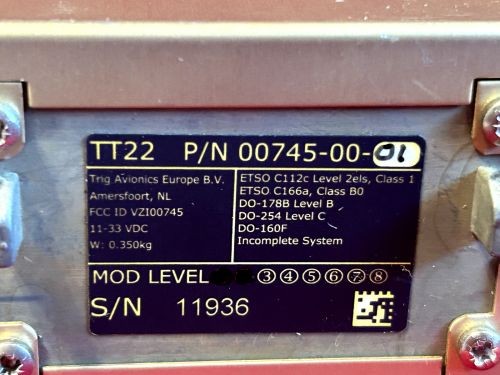 TT22 P/N 00745-00-01
Trig Avionics Europe B.V.
Amersfoort, NL
FCC ID VZI00745
11-33 VDC
W: 0.350kg
ETSO C112c Level 2els, Class 1
ETSO C166a, Class B0
DO-178B Level B
DO-254 Level C
DO-160F
Incomplete System
MOD LEVEL ③④⑤⑥⑦⑧
S/N 11936